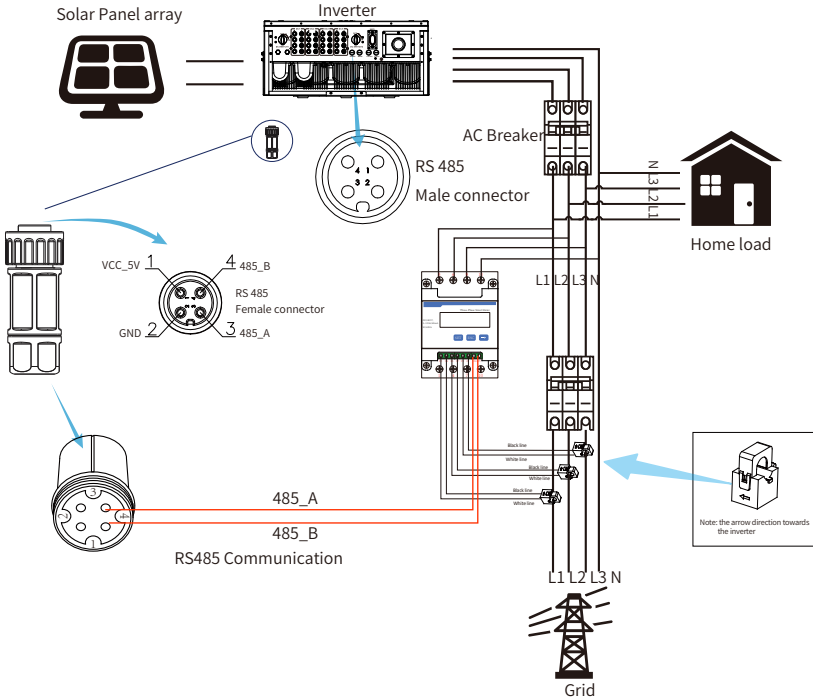 Solar Panel array
Inverter
AC Breaker
RS 485
Male connector
4 1
3 2
N
L3
L2
L1
Home load
VCC_5V 1
4 485_B
RS 485
Female connector
GND 2
3 485_A
L1 L2 L3 N
Black line
White line
Black line
White line
Black line
White line
3
2
4
1
485_A
485_B
RS485 Communication
Note: the arrow direction towards
the inverter
L1 L2 L3 N
Grid